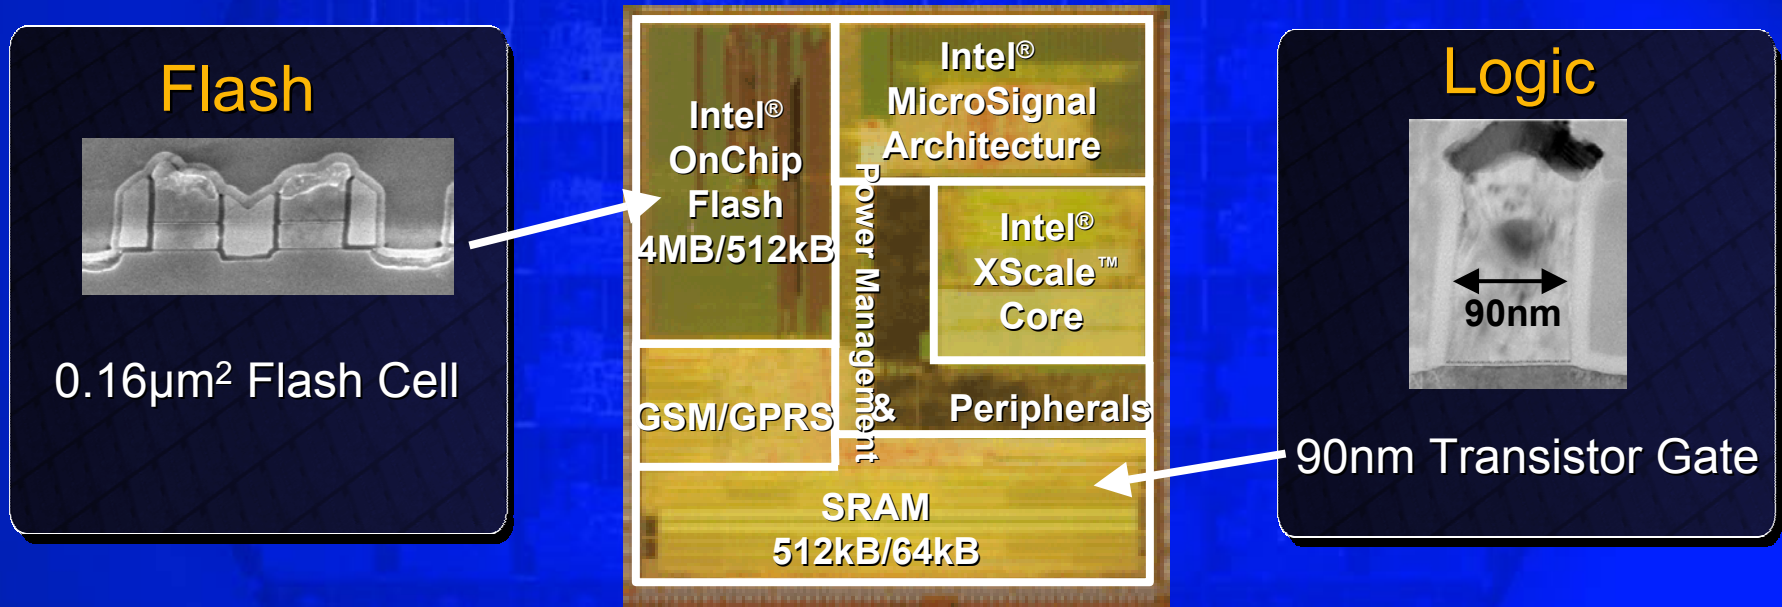 Flash
0.16µm² Flash Cell
Intel®
OnChip
Flash
4MB/512kB
Intel®
MicroSignal
Architecture
Power Management
Intel®
XScale™
Core
GSM/GPRS
& Peripherals
SRAM
512kB/64kB
Logic
90nm
90nm Transistor Gate